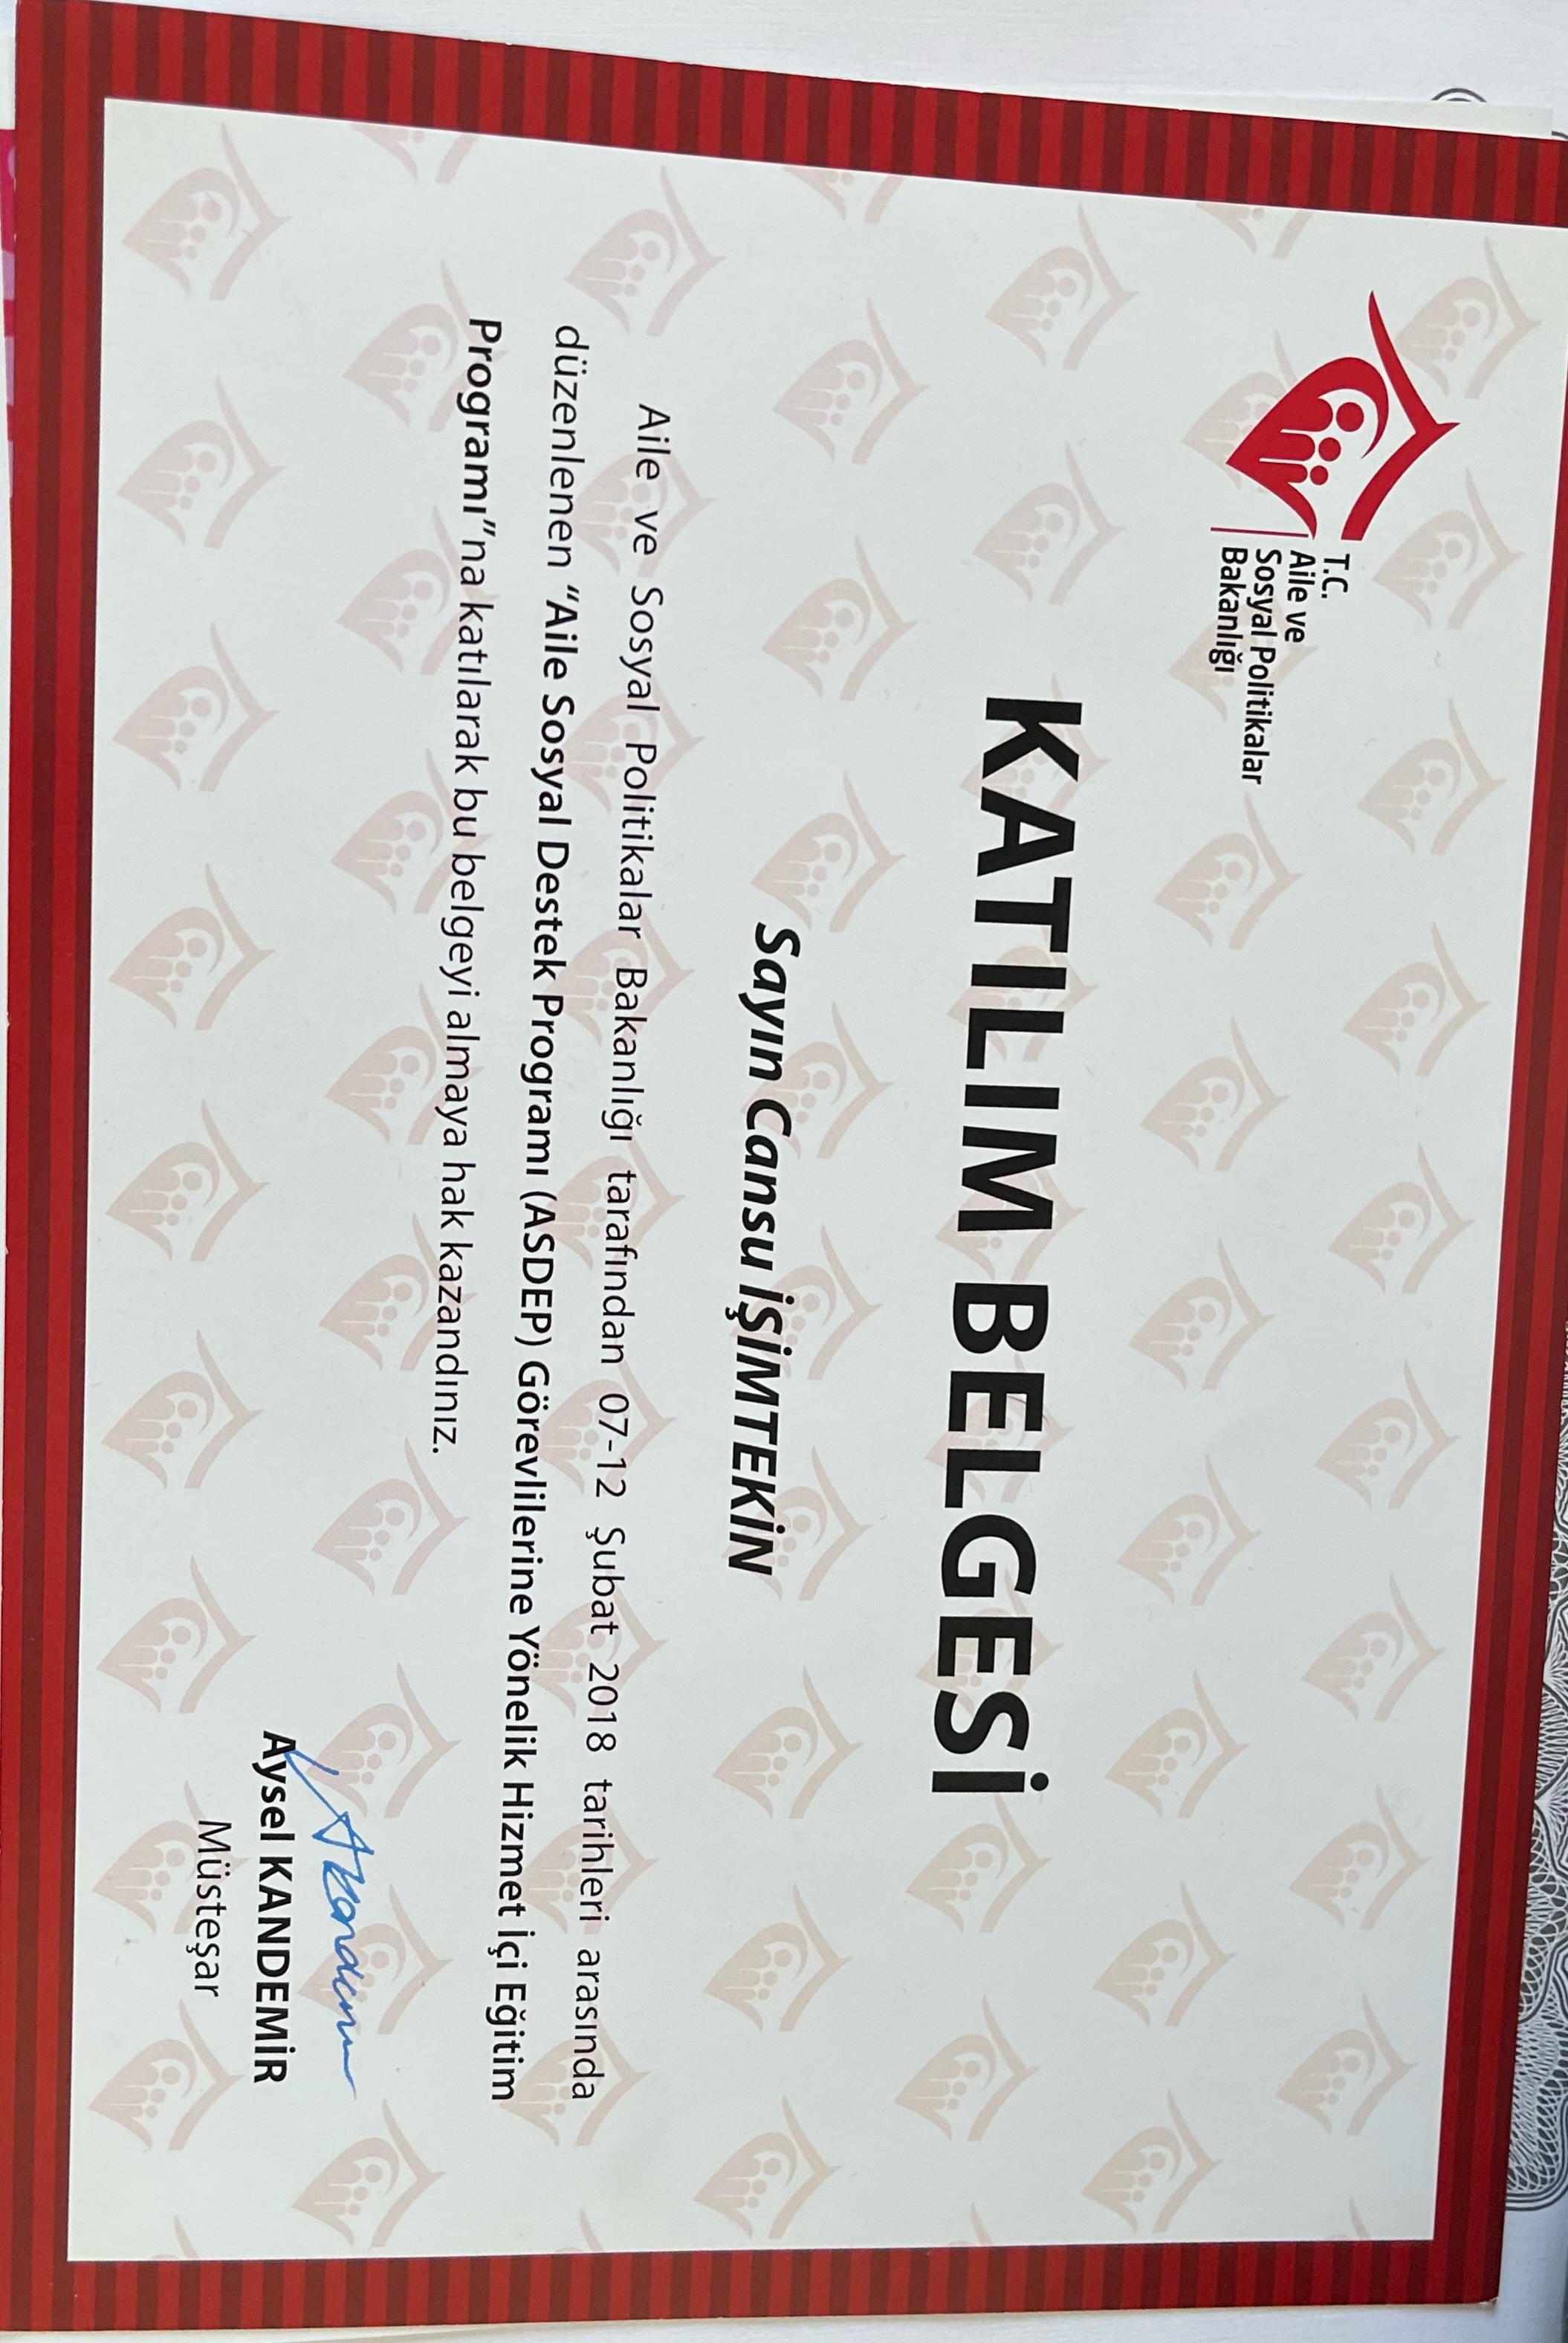 T.C.
Aile ve
Sosyal Politikalar
Bakanlığı
KATILIM BELGESİ
Sayın Cansu İŞİMTEKİN
Aile ve Sosyal Politikalar Bakanlığı tarafından 07-12 Şubat 2018 tarihleri arasında
düzenlenen "Aile Sosyal Destek Programı (ASDEP) Görevlilerine Yönelik Hizmet İçi Eğitim
Programı"na katılarak bu belgeyi almaya hak kazandınız.
Aysel KANDEMİR
Müsteşar